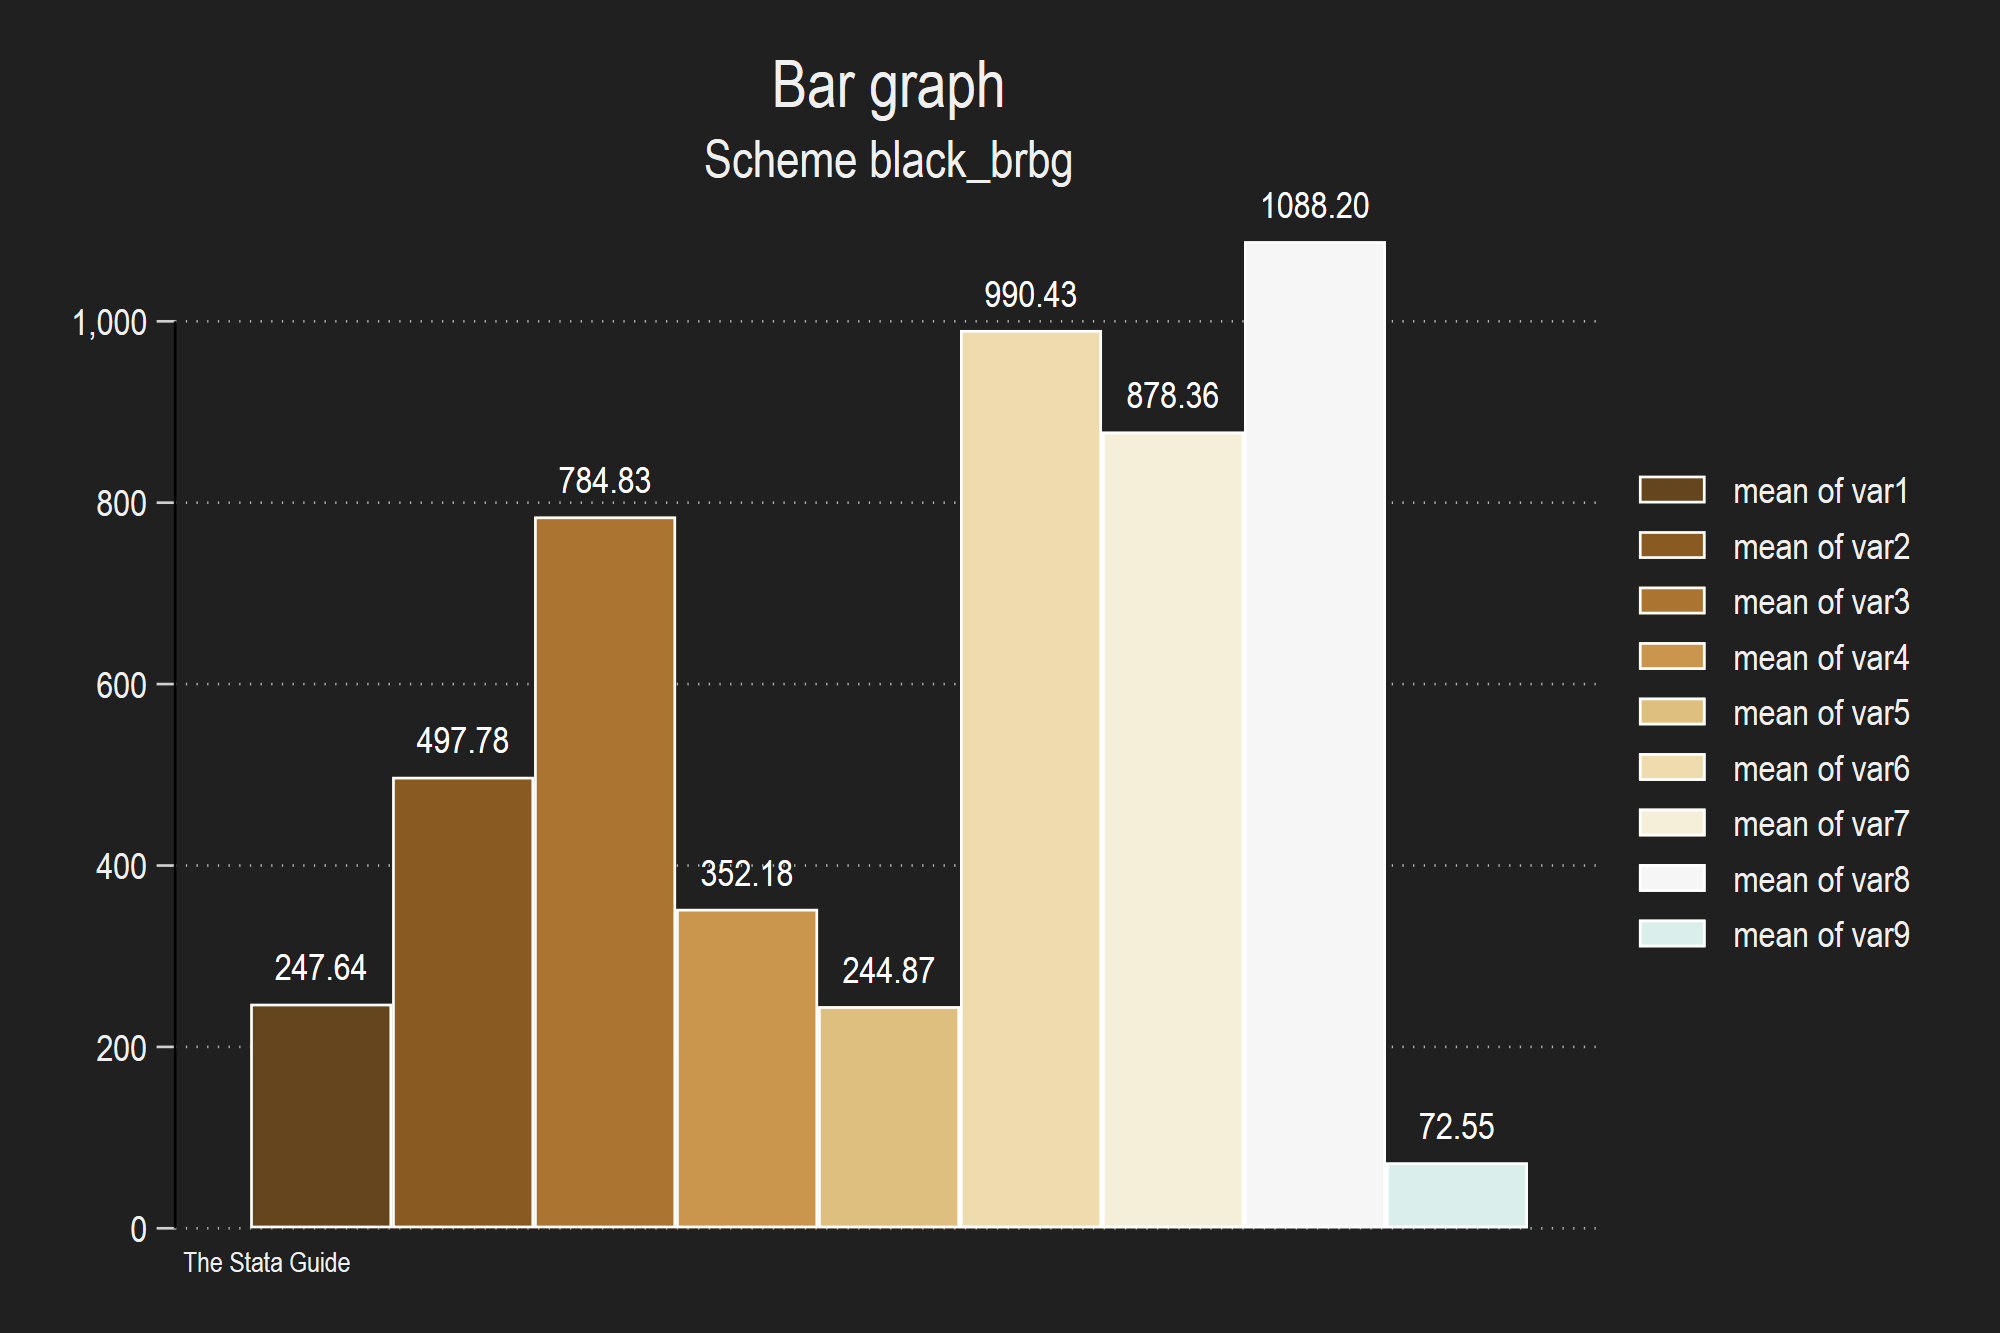 Bar graph
Scheme black_brbg
1088.20
990.43
878.36
784.83
497.78
352.18
247.64
244.87
72.55
1,000
800
600
400
200
0
mean of var1
mean of var2
mean of var3
mean of var4
mean of var5
mean of var6
mean of var7
mean of var8
mean of var9
The Stata Guide